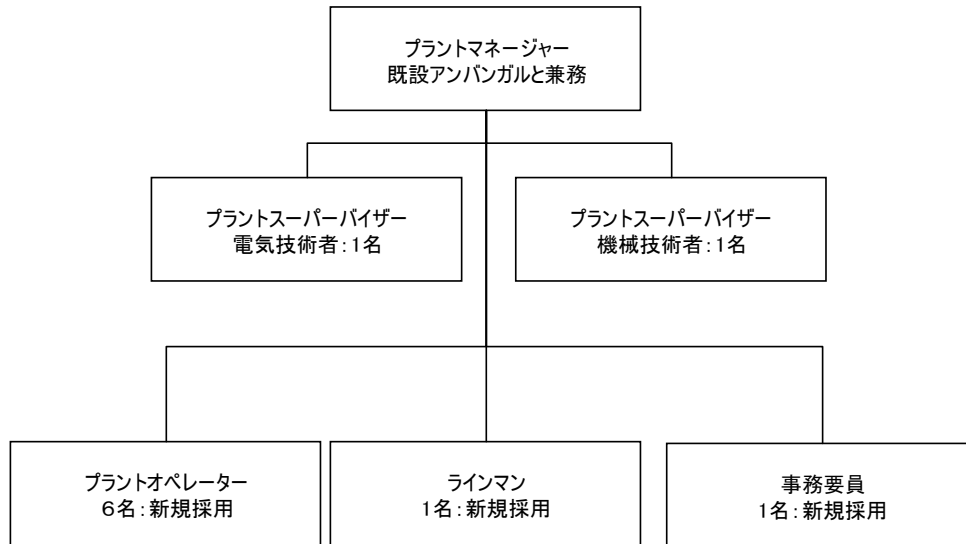 プラントマネージャー
既設アンバンガルと兼務
プラントスーパーバイザー
電気技術者:1名
プラントスーパーバイザー
機械技術者:1名
プラントオペレーター
6名:新規採用
ラインマン
1名:新規採用
事務要員
1名:新規採用